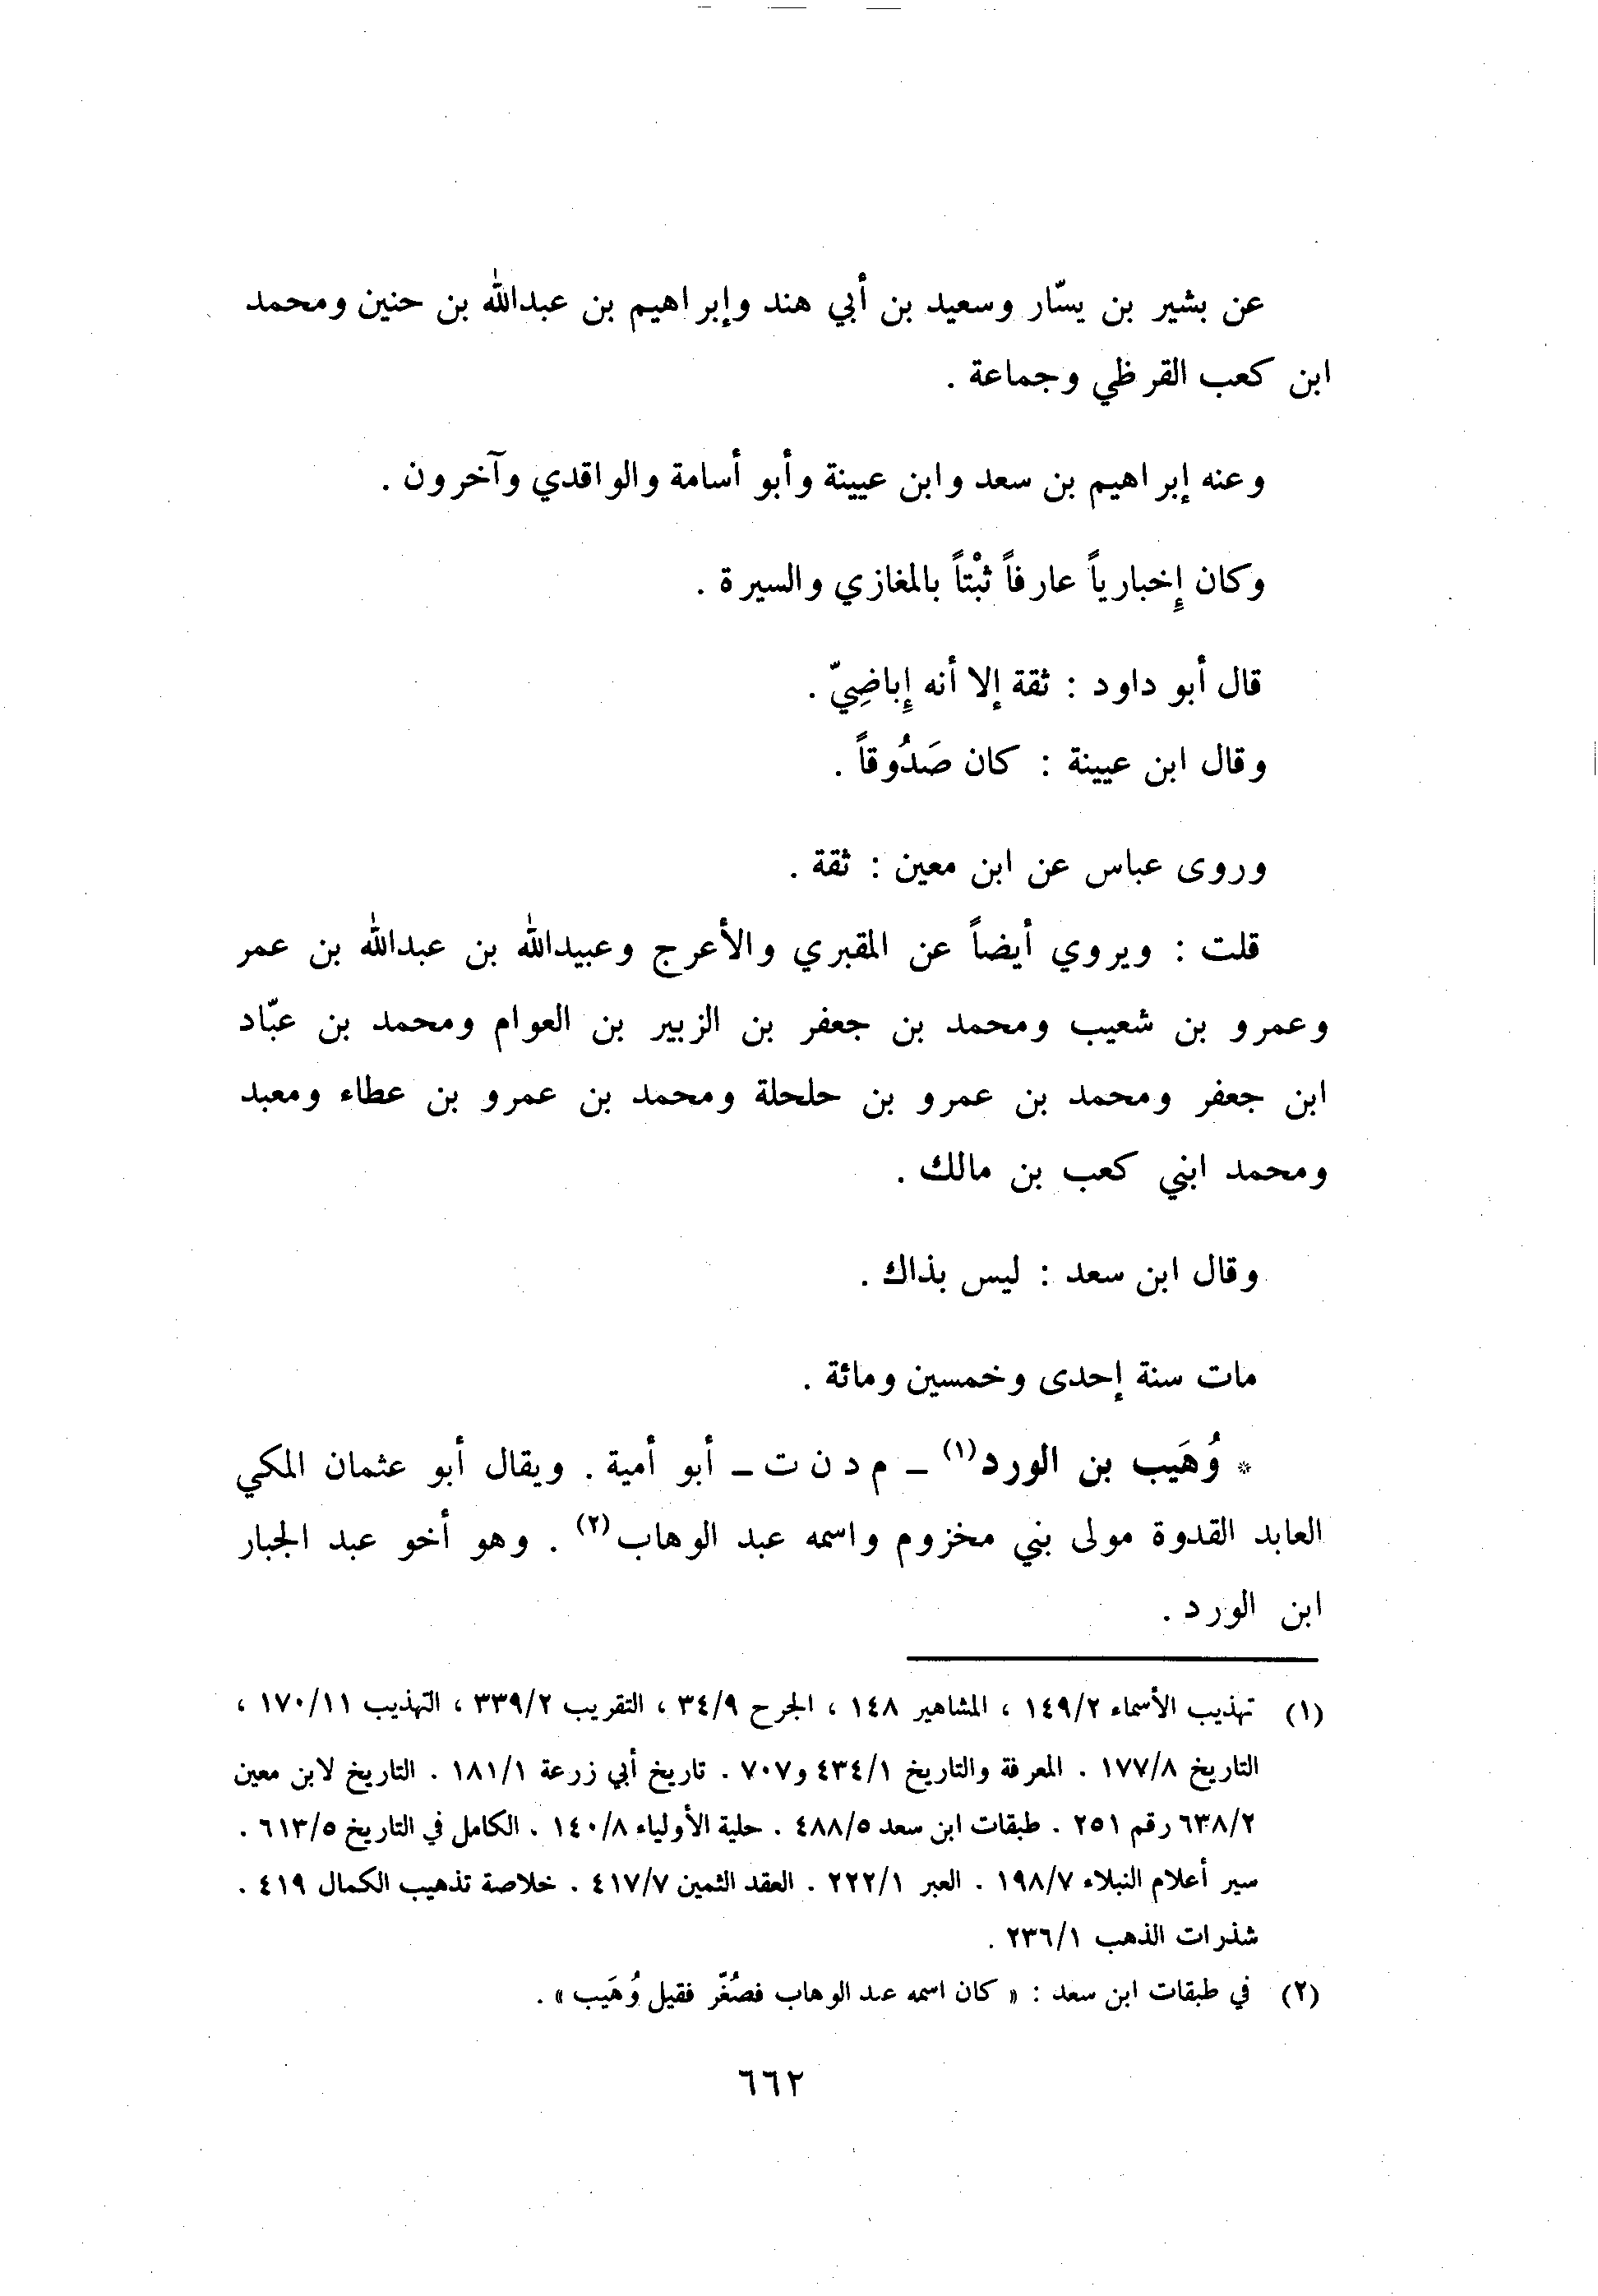 عن بشير بن يسّار وسعيد بن أبي هند وإبراهيم بن عبدالله بن حنين ومحمد
ابن كعب القرظي وجماعة .
وعنه إبراهيم بن سعد وابن عيينة وأبو أسامة والواقدي وآخرون .
وكان إِخبارياً عارفاً ثبْتاً بالمغازي والسيرة .
قال أبو داود : ثقة إلا أنه إِباضِيّ .
وقال ابن عيينة : كان صَدُوقاً .
وروى عباس عن ابن معين : ثقة .
قلت : ويروي أيضاً عن المقبري والأعرج وعبيدالله بن عبدالله بن عمر
وعمرو بن شعيب ومحمد بن جعفر بن الزبير بن العوام ومحمد بن عبّاد
ابن جعفر ومحمد بن عمرو بن حلحلة ومحمد بن عمرو بن عطاء ومعبد
ومحمد ابني كعب بن مالك .
وقال ابن سعد : ليس بذاك .
مات سنة إحدى وخمسين ومائة .
* وُهَيب بن الورد(١) ـ م د ن ت ـ أبو أمية . ويقال أبو عثمان المكي
العابد القدوة مولى بني مخزوم واسمه عبد الوهاب(٢) . وهو أخو عبد الجبار
ابن الورد .
(١) تهذيب الأسماء ١٤٩/٢ ، المشاهير ١٤٨ ، الجرح ٣٤/٩ ، التقريب ٣٣٩/٢ ، التهذيب ١٧٠/١١ ،
التاريخ ١٧٧/٨ . المعرفة والتاريخ ٤٣٤/١ و٧٠٧ . تاريخ أبي زرعة ١٨١/١ . التاريخ لابن معين
٦٣٨/٢ رقم ٢٥١ . طبقات ابن سعد ٤٨٨/٥ . حلية الأولياء ١٤٠/٨ . الكامل في التاريخ ٦١٣/٥ .
سير أعلام النبلاء ١٩٨/٧ . العبر ٢٢٢/١ . العقد الثمين ٤١٧/٧ . خلاصة تذهيب الكمال ٤١٩ .
شذرات الذهب ٢٣٦/١ .
(٢) في طبقات ابن سعد : « كان اسمه عبد الوهاب فصُغّر فقيل وُهَيب » .
٦٦٢